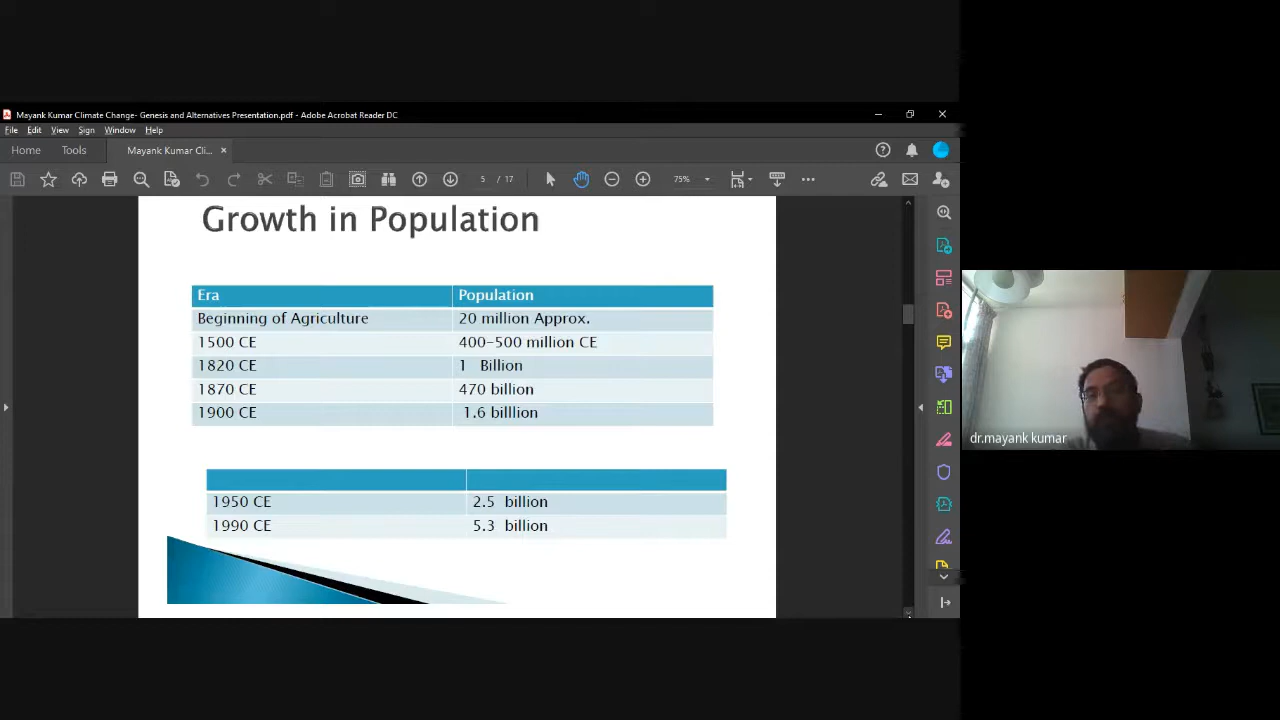 Mayank Kumar Climate Change- Genesis and Alternatives Presentation.pdf - Adobe Acrobat Reader DC
File Edit View Sign Window Help
Home Tools Mayank Kumar Cli... ×
5 / 17 75%
Growth in Population
Era Population
Beginning of Agriculture 20 million Approx.
1500 CE 400-500 million CE
1820 CE 1 Billion
1870 CE 470 billion
1900 CE 1.6 billlion
1950 CE 2.5 billion
1990 CE 5.3 billion
dr.mayank kumar